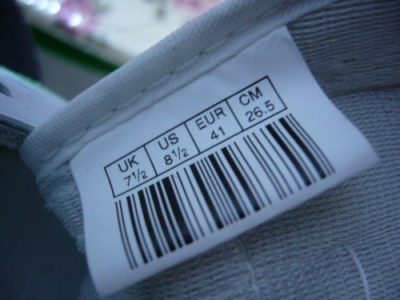 UK US EUR CM
7½ 8½ 41 26.5